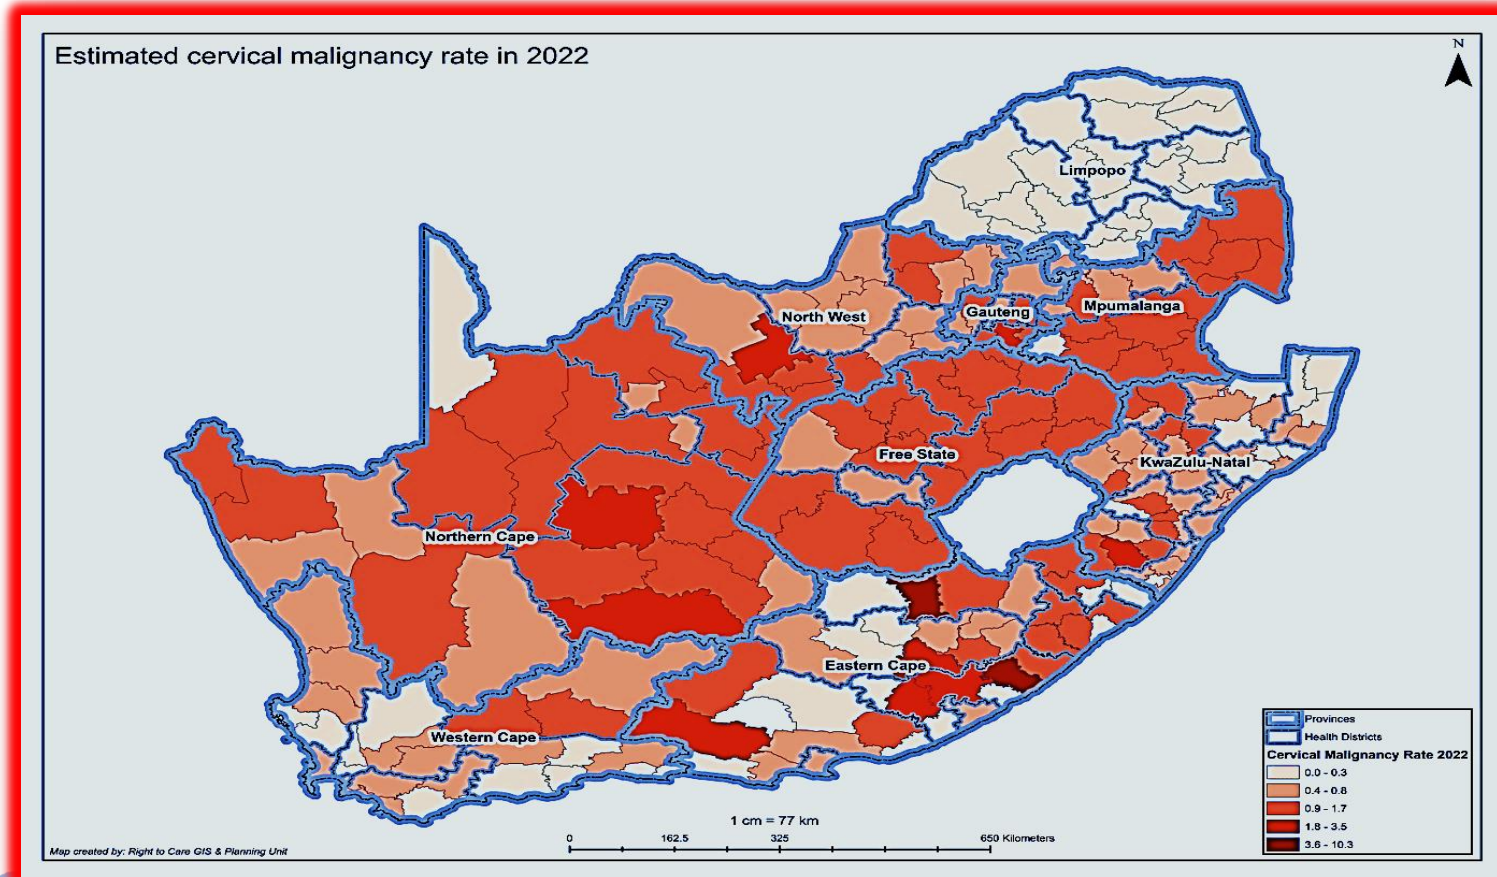 Estimated cervical malignancy rate in 2022
N
Limpopo
North West
Gauteng
Mpumalanga
Free State
KwaZulu-Natal
Northern Cape
Eastern Cape
Western Cape
Provinces
Health Districts
Cervical Malignancy Rate 2022
0.0 - 0.3
0.4 - 0.8
0.9 - 1.7
1.8 - 3.5
3.6 - 10.3
1 cm = 77 km
0 162.5 325 650 Kilometers
Map created by: Right to Care GIS & Planning Unit